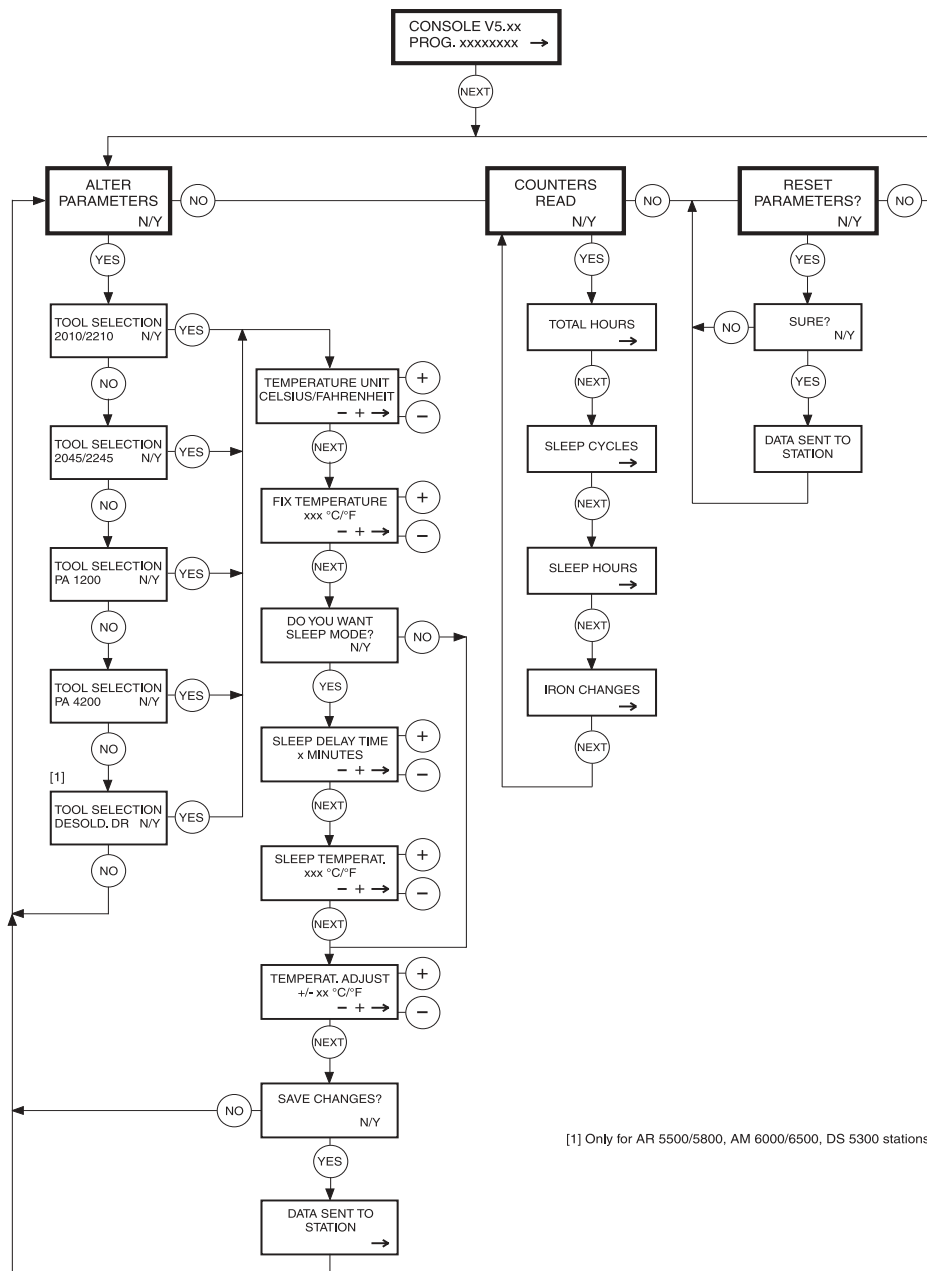 CONSOLE V5.xx
PROG. xxxxxxxx →
NEXT
ALTER
PARAMETERS
N/Y
NO
COUNTERS
READ
N/Y
NO
RESET
PARAMETERS?
N/Y
NO
YES
YES
YES
TOOL SELECTION
2010/2210 N/Y
YES
NO
TOOL SELECTION
2045/2245 N/Y
YES
NO
TOOL SELECTION
PA 1200 N/Y
YES
NO
TOOL SELECTION
PA 4200 N/Y
YES
NO
[1]
TOOL SELECTION
DESOLD. DR N/Y
YES
NO
TEMPERATURE UNIT
CELSIUS/FAHRENHEIT
− + →
+
−
NEXT
FIX TEMPERATURE
xxx °C/°F
− + →
+
−
NEXT
DO YOU WANT
SLEEP MODE?
N/Y
NO
YES
SLEEP DELAY TIME
x MINUTES
− + →
+
−
NEXT
SLEEP TEMPERAT.
xxx °C/°F
− + →
+
−
NEXT
TEMPERAT. ADJUST
+/- xx °C/°F
− + →
+
−
NEXT
SAVE CHANGES?
N/Y
NO
YES
DATA SENT TO
STATION
→
TOTAL HOURS
→
NEXT
SLEEP CYCLES
→
NEXT
SLEEP HOURS
→
NEXT
IRON CHANGES
→
NEXT
SURE?
N/Y
NO
YES
DATA SENT TO
STATION
[1] Only for AR 5500/5800, AM 6000/6500, DS 5300 stations